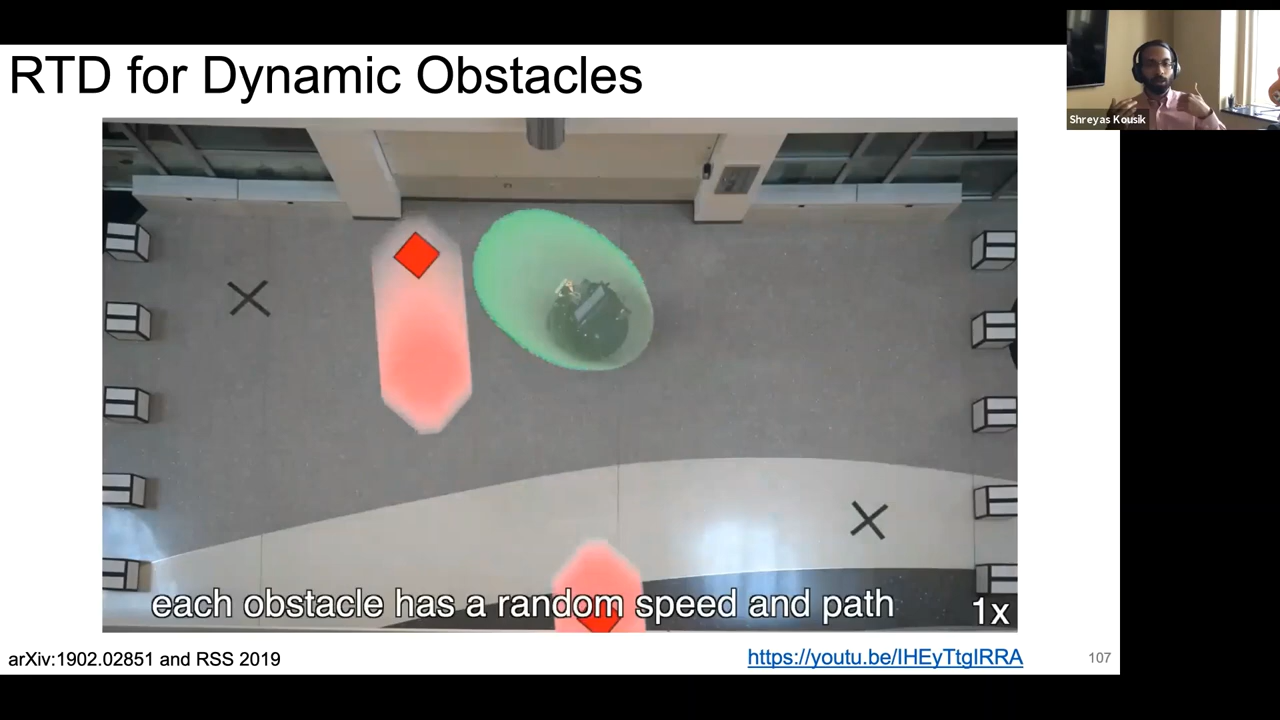 RTD for Dynamic Obstacles
Shreyas Kousik
each obstacle has a random speed and path
1x
arXiv:1902.02851 and RSS 2019
https://youtu.be/IHEyTtgIRRA
107